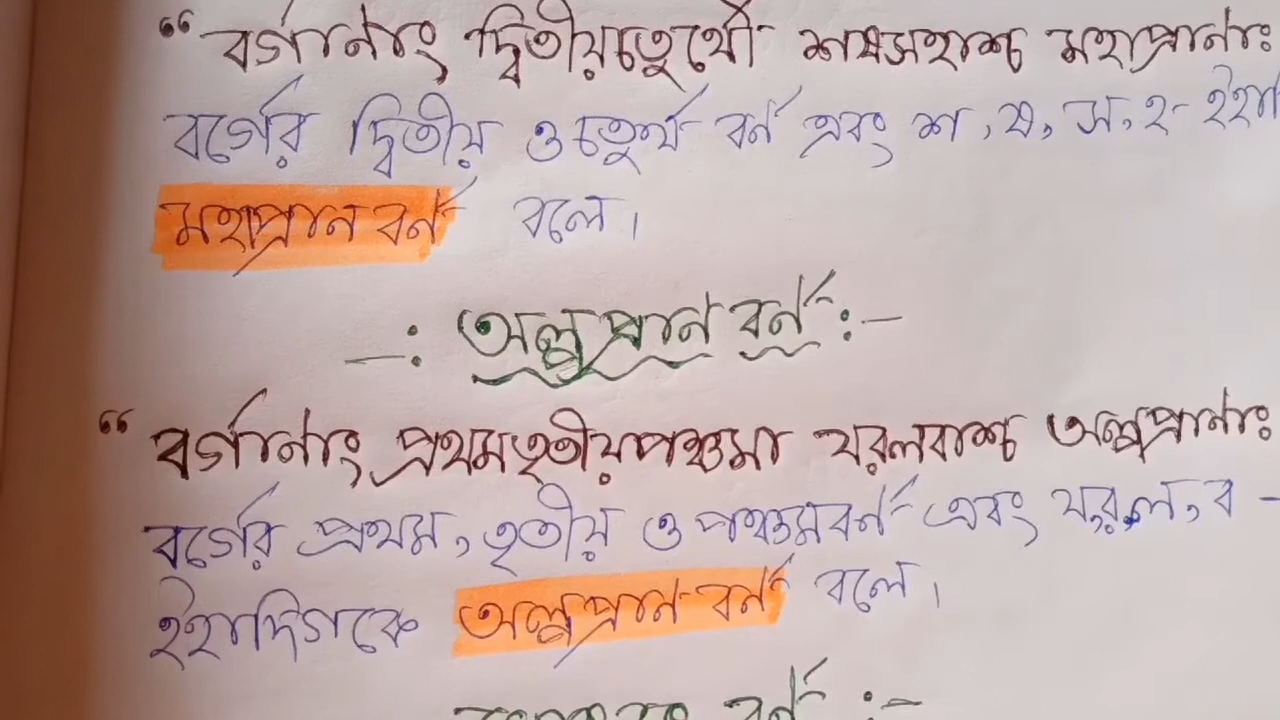 “ বর্গানাং দ্বিতীয়চতুর্থৌ শষসহাশ্চ মহাপ্রানাঃ
বর্গের দ্বিতীয় ও চতুর্থ বর্ন এবং শ, ষ, স, হ- ইহা
মহাপ্রান বর্ন বলে।
—: অল্পপ্রান বর্ন :—
“ বর্গানাং প্রথমতৃতীয়পঞ্চমা যরলবাশ্চ অল্পপ্রানাঃ
বর্গের প্রথম, তৃতীয় ও পঞ্চমবর্ন এবং য,র,ল,ব -
ইহাদিগকে অল্পপ্রান বর্ন বলে।
বর্ন :—